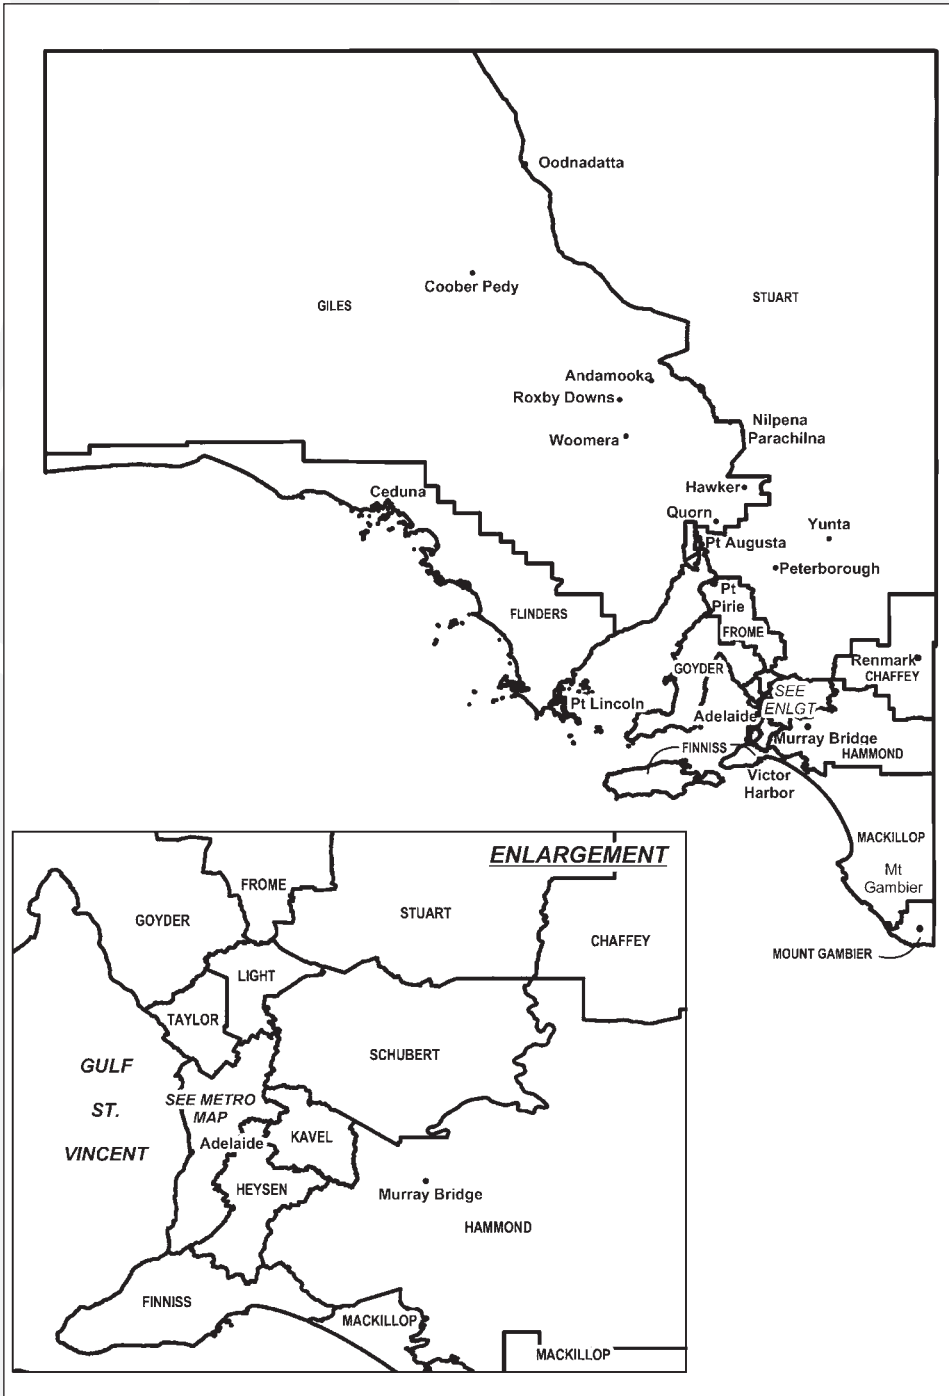 Oodnadatta
Coober Pedy
GILES
STUART
Andamooka
Roxby Downs
Woomera
Nilpena
Parachilna
Hawker
Ceduna
Quorn
Yunta
Pt Augusta
Peterborough
Pt
Pirie
FLINDERS
FROME
Renmark
CHAFFEY
GOYDER
SEE
ENLGT
Pt Lincoln
Adelaide
Murray Bridge
FINNISS
HAMMOND
Victor
Harbor
MACKILLOP
Mt
Gambier
MOUNT GAMBIER
ENLARGEMENT
FROME
STUART
GOYDER
CHAFFEY
LIGHT
TAYLOR
SCHUBERT
GULF
ST.
VINCENT
SEE METRO
MAP
Adelaide
KAVEL
HEYSEN
Murray Bridge
HAMMOND
FINNISS
MACKILLOP
MACKILLOP